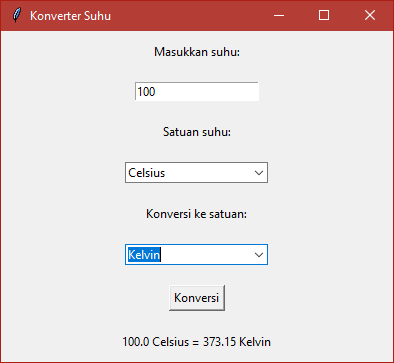 Konverter Suhu
Masukkan suhu:
100
Satuan suhu:
Celsius
Konversi ke satuan:
Kelvin
Konversi
100.0 Celsius = 373.15 Kelvin